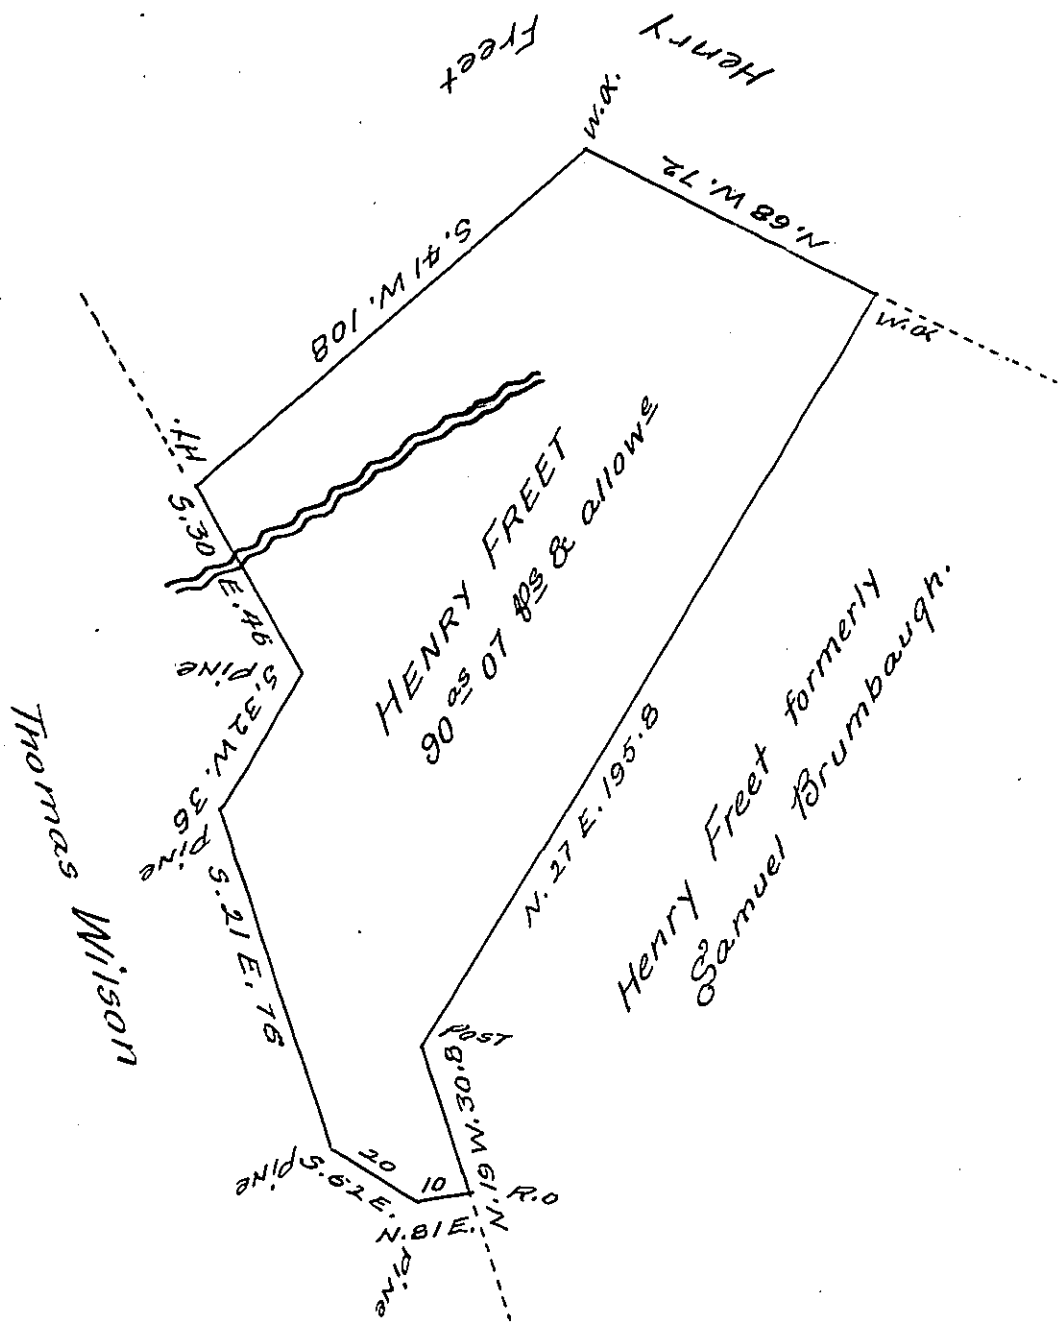 Henry
Freet
W.O.
N.68 W.72
W.O
S.41 W.108
HI.
S.30 E.46
Pine
S.32 W.36
Pine
S.21 E.76
Pine
S.62 E.
20
10
N.81 E.
Pine
R.O
N.19 W.30.8
Post
N.27 E.195.8
HENRY FREET
90 as 07 ps & allowe
Henry Freet formerly
Samuel Brumbaugh.
Thomas Wilson